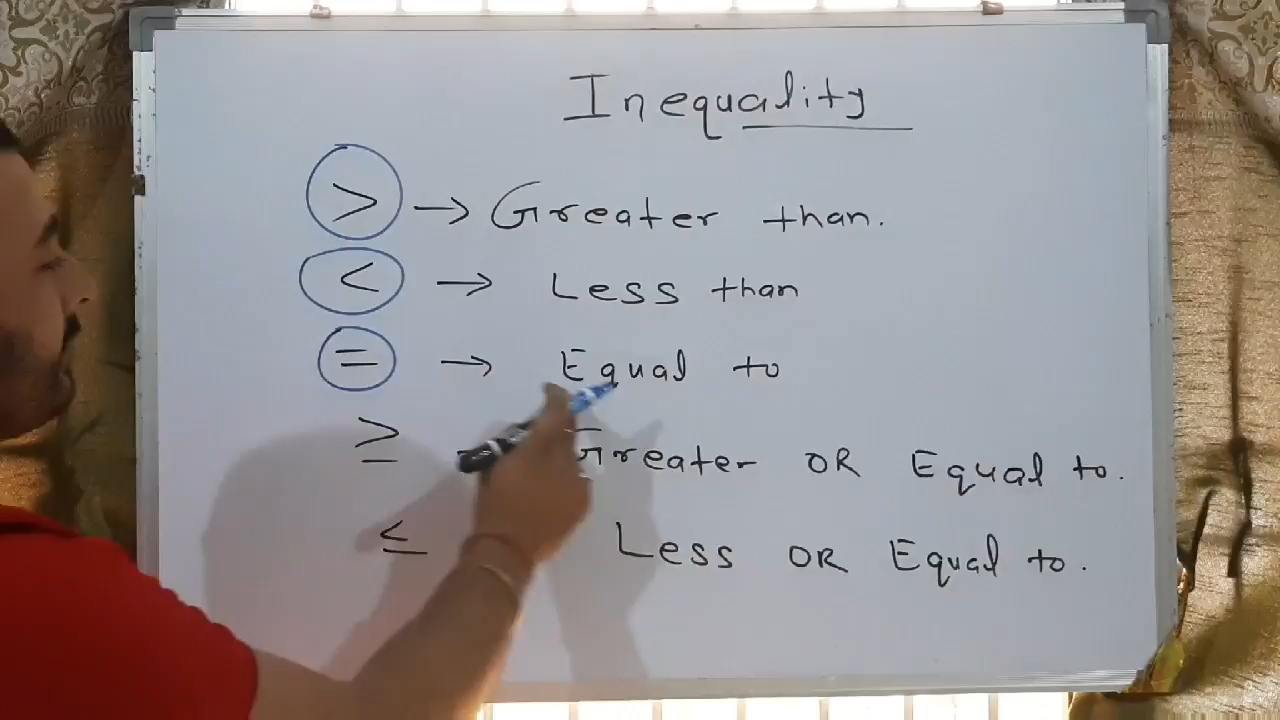 Inequality
> → Greater than.
< → Less than
= → Equal to
≥ Greater OR Equal to.
≤ Less OR Equal to.